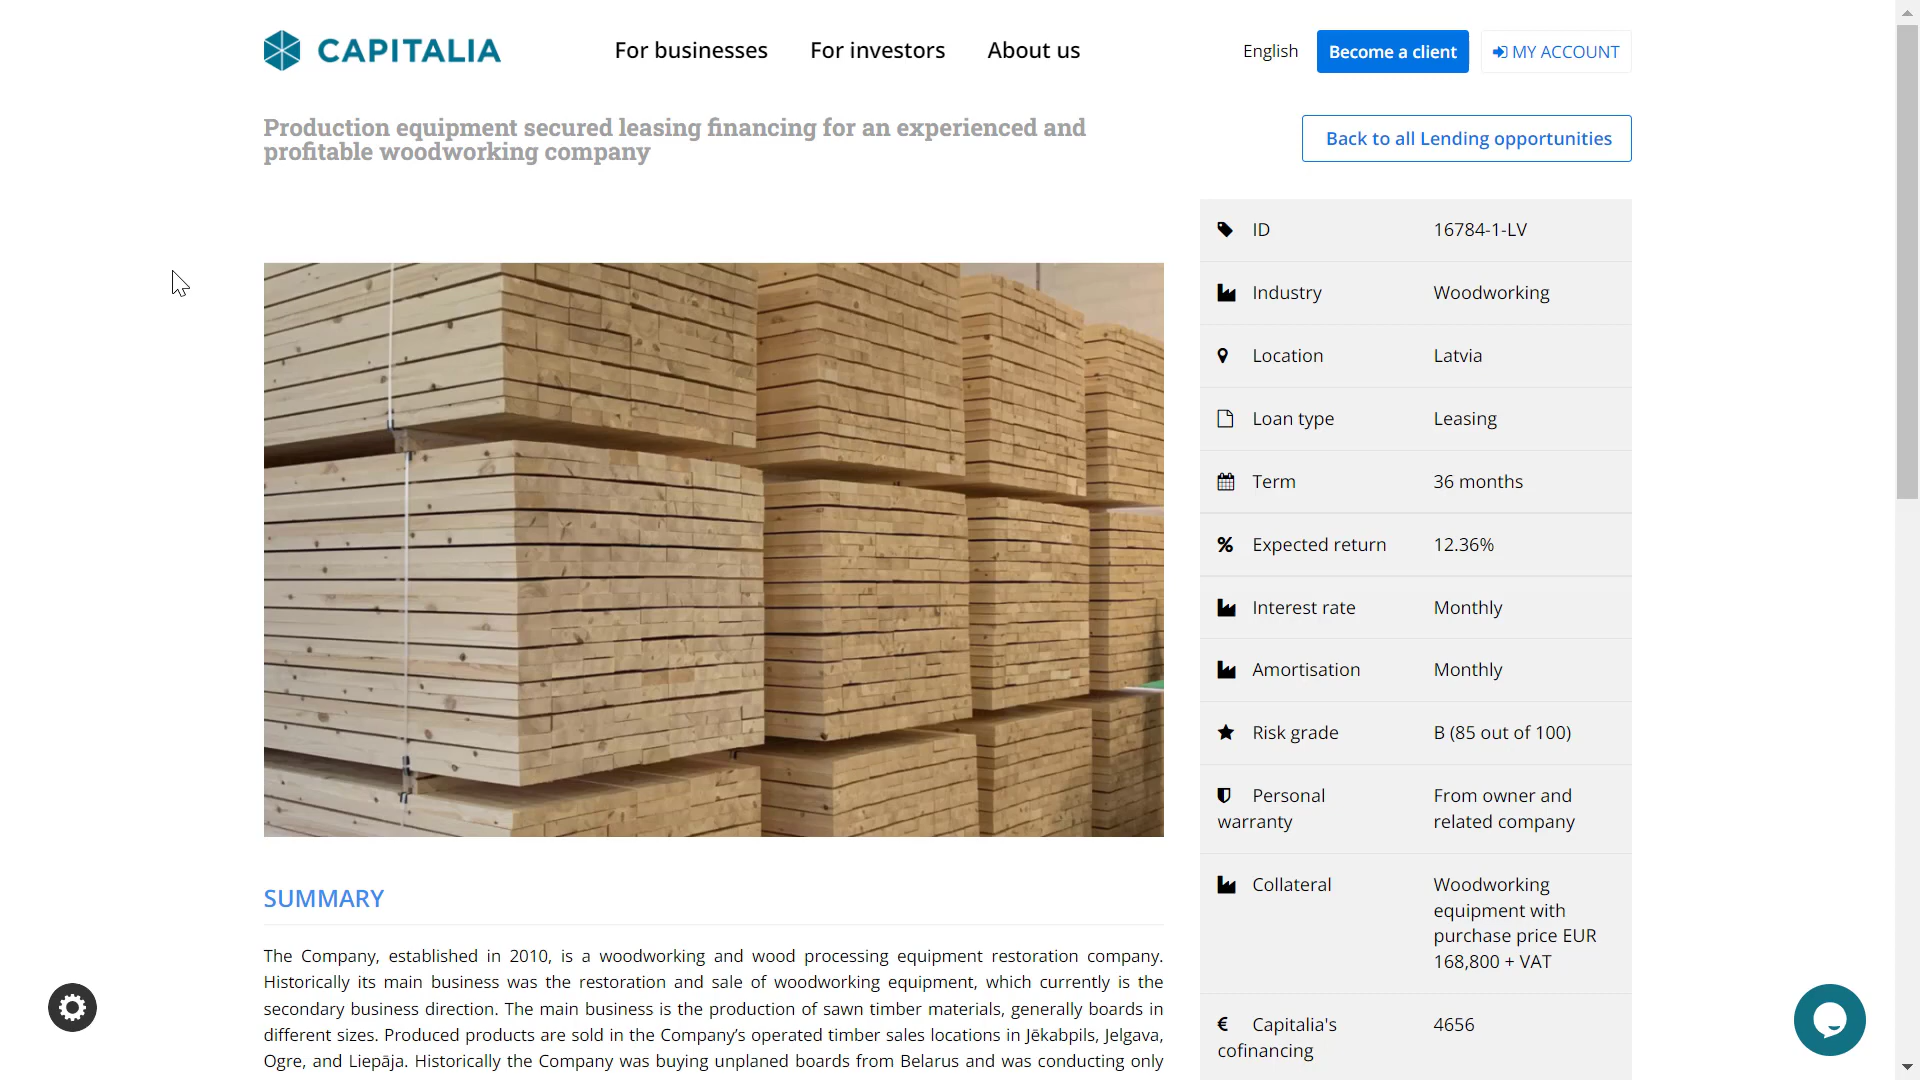 CAPITALIA
For businesses
For investors
About us
English
Become a client
MY ACCOUNT
Production equipment secured leasing financing for an experienced and
profitable woodworking company
Back to all Lending opportunities
ID 16784-1-LV
Industry Woodworking
Location Latvia
Loan type Leasing
Term 36 months
Expected return 12.36%
Interest rate Monthly
Amortisation Monthly
Risk grade B (85 out of 100)
Personal From owner and
warranty related company
Collateral Woodworking
equipment with
purchase price EUR
168,800 + VAT
€ Capitalia's 4656
cofinancing
SUMMARY
The Company, established in 2010, is a woodworking and wood processing equipment restoration company.
Historically its main business was the restoration and sale of woodworking equipment, which currently is the
secondary business direction. The main business is the production of sawn timber materials, generally boards in
different sizes. Produced products are sold in the Company’s operated timber sales locations in Jēkabpils, Jelgava,
Ogre, and Liepāja. Historically the Company was buying unplaned boards from Belarus and was conducting only